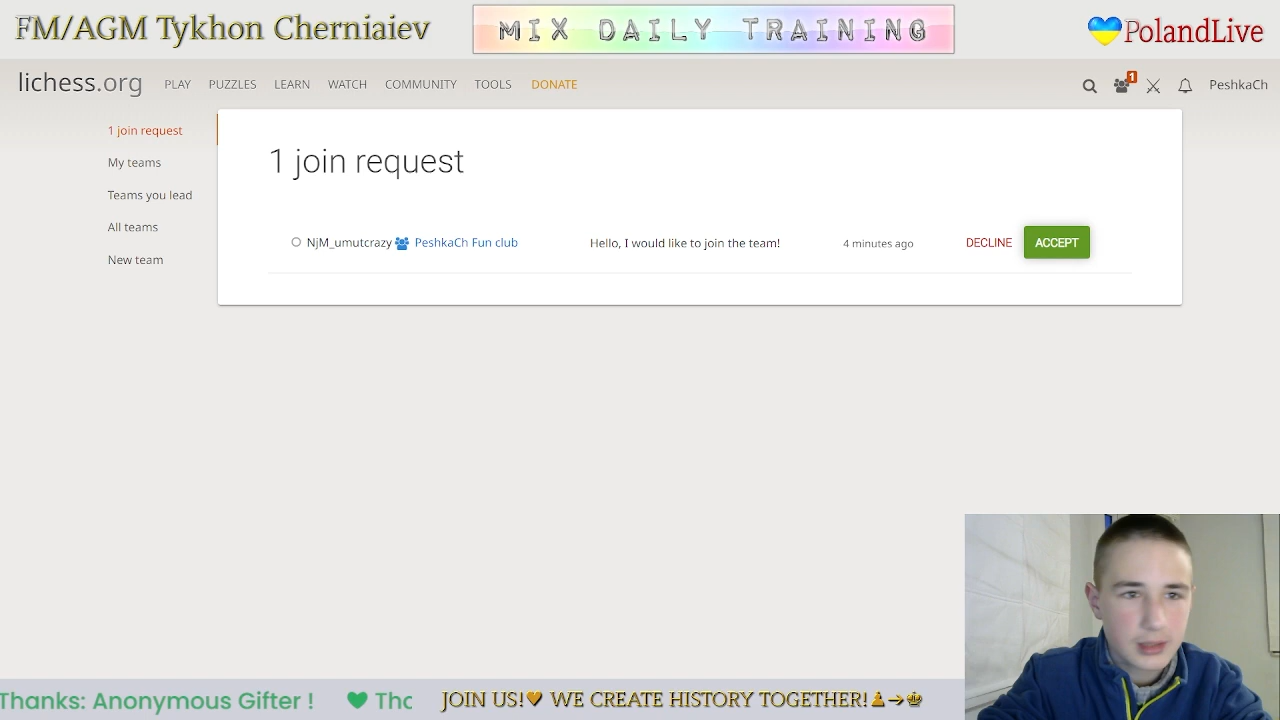 FM/AGM Tykhon Cherniaiev
MIX DAILY TRAINING
PolandLive
lichess.org PLAY PUZZLES LEARN WATCH COMMUNITY TOOLS DONATE 1 PeshkaCh
1 join request
My teams
Teams you lead
All teams
New team
1 join request
NjM_umutcrazy PeshkaCh Fun club Hello, I would like to join the team! 4 minutes ago DECLINE ACCEPT
Thanks: Anonymous Gifter !
JOIN US!🧡 WE CREATE HISTORY TOGETHER!♟→♚